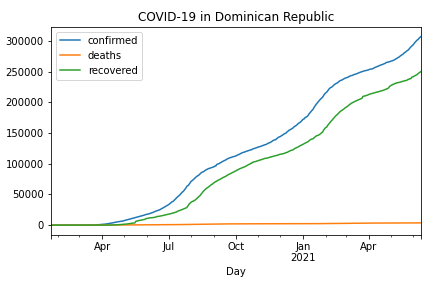 COVID-19 in Dominican Republic
confirmed
deaths
recovered
300000
250000
200000
150000
100000
50000
0
Apr Jul Oct Jan Apr
2021
Day